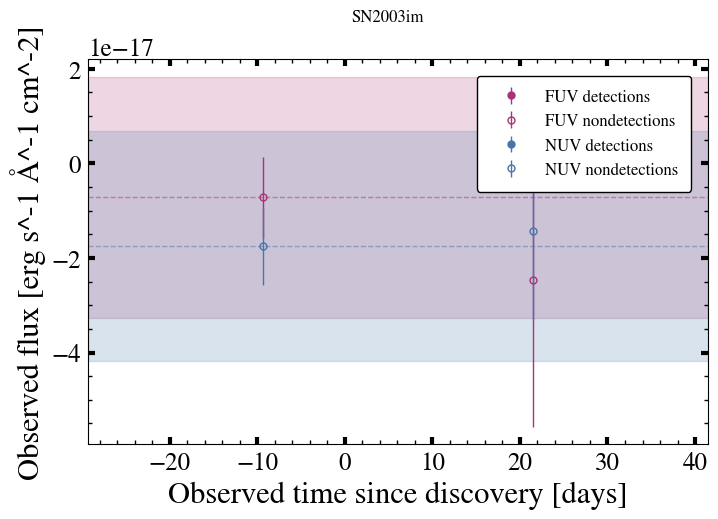 SN2003im
1e−17
Observed flux [erg s^-1 Å^-1 cm^-2]
2
0
−2
−4
FUV detections
FUV nondetections
NUV detections
NUV nondetections
−20 −10 0 10 20 30 40
Observed time since discovery [days]